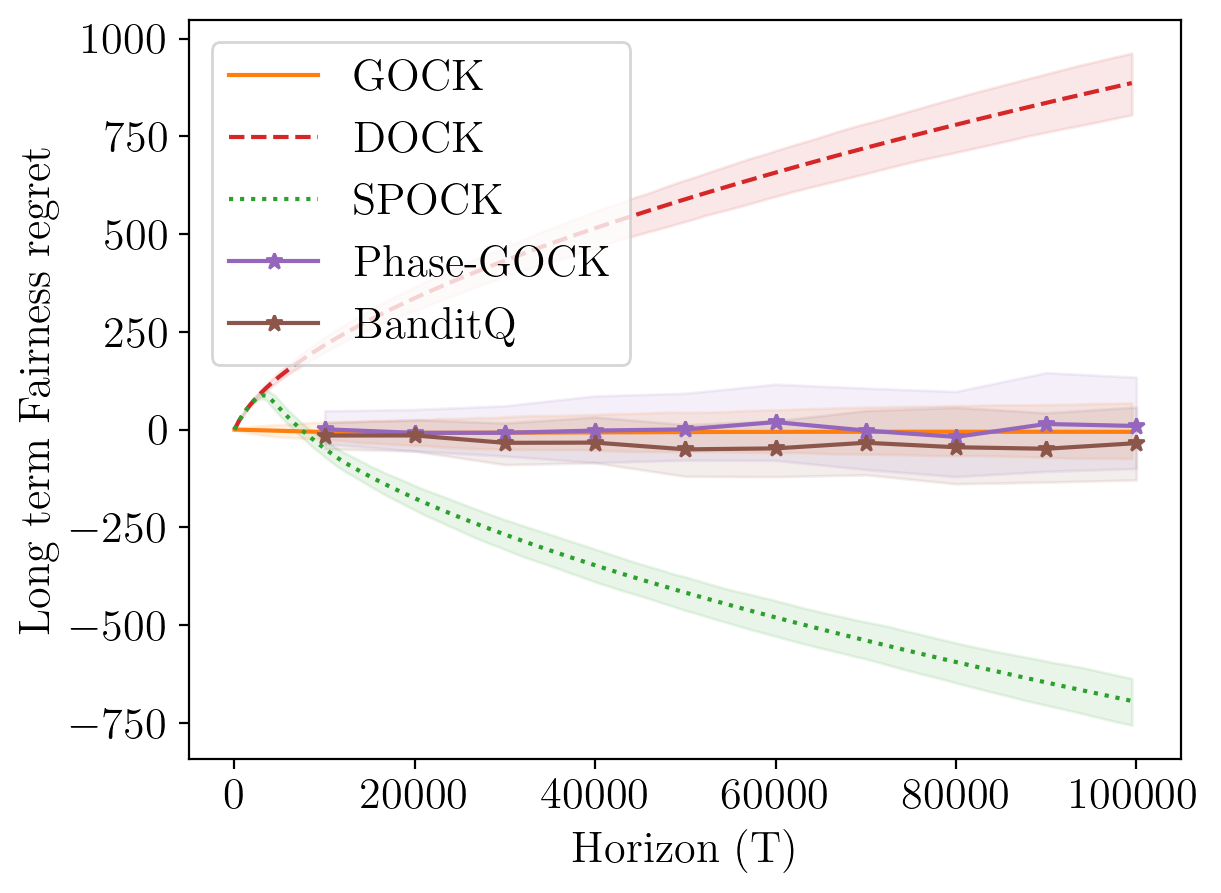 Long term Fairness regret
1000
750
500
250
0
−250
−500
−750
GOCK
DOCK
SPOCK
Phase-GOCK
BanditQ
0 20000 40000 60000 80000 100000
Horizon (T)